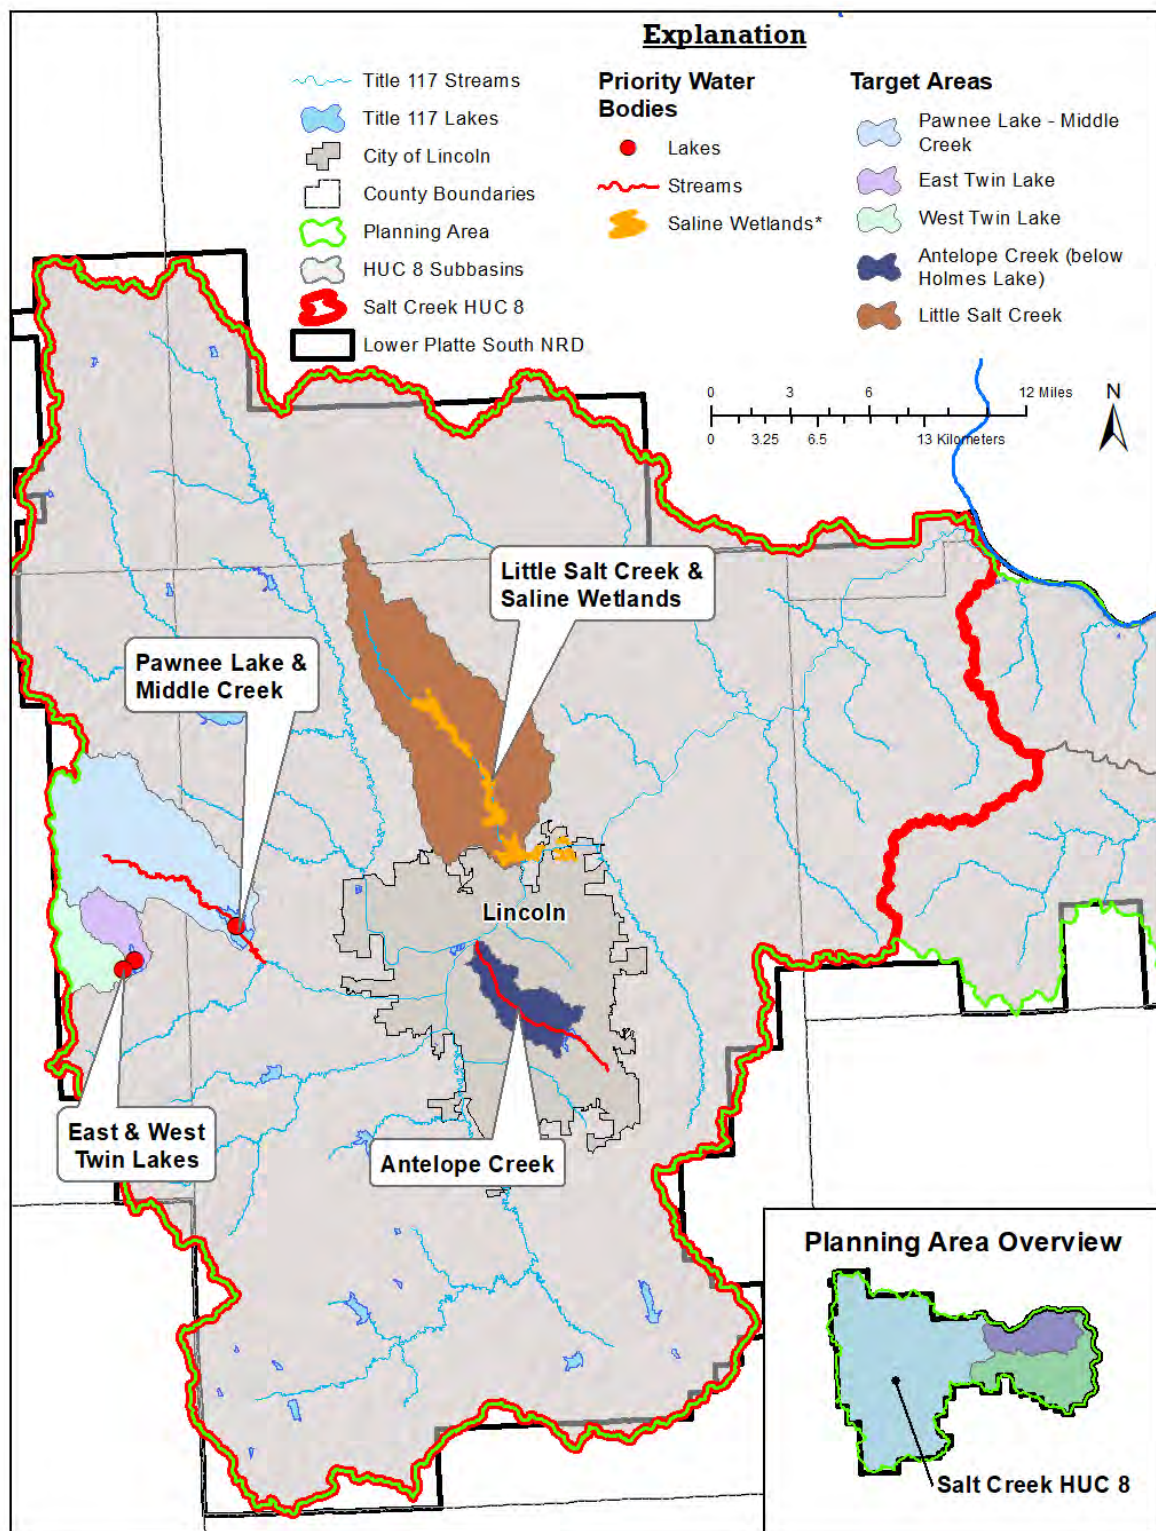 Explanation
Title 117 Streams
Title 117 Lakes
City of Lincoln
County Boundaries
Planning Area
HUC 8 Subbasins
Salt Creek HUC 8
Lower Platte South NRD
Priority Water
Bodies
Lakes
Streams
Saline Wetlands*
Target Areas
Pawnee Lake - Middle
Creek
East Twin Lake
West Twin Lake
Antelope Creek (below
Holmes Lake)
Little Salt Creek
0 3 6 12 Miles
0 3.25 6.5 13 Kilometers
N
Little Salt Creek &
Saline Wetlands
Pawnee Lake &
Middle Creek
Lincoln
East & West
Twin Lakes
Antelope Creek
Planning Area Overview
Salt Creek HUC 8